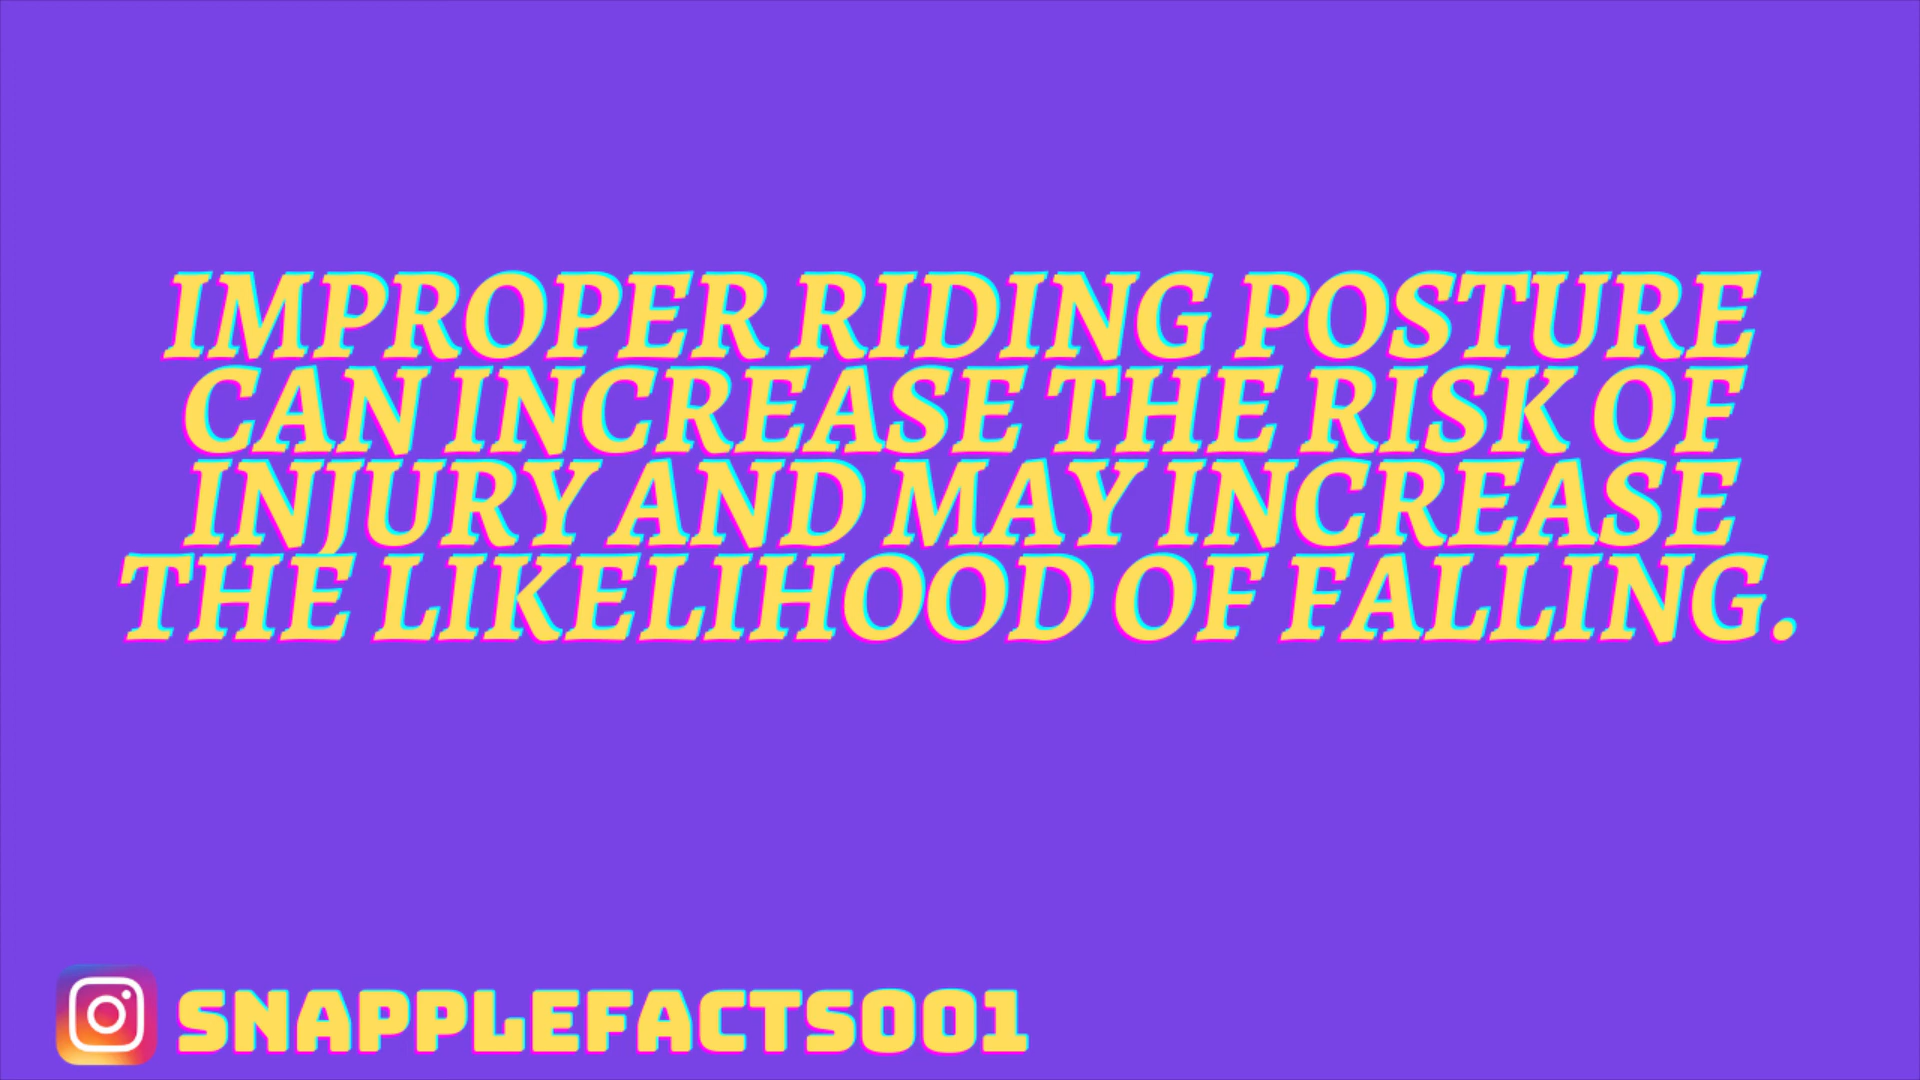 IMPROPER RIDING POSTURE
CAN INCREASE THE RISK OF
INJURY AND MAY INCREASE
THE LIKELIHOOD OF FALLING.
SNAPPLEFACTS001